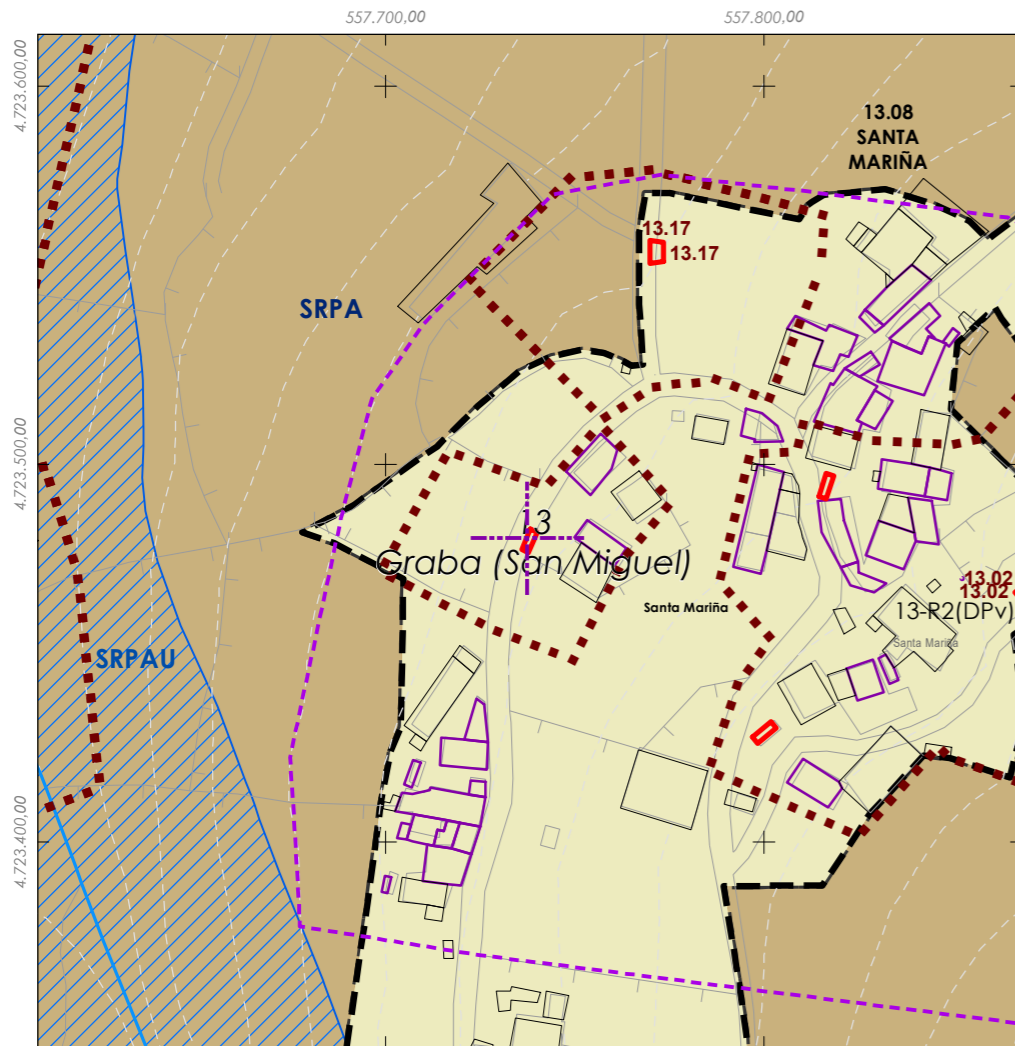 557.700,00
557.800,00
4.723.600,00
13.08
SANTA
MARIÑA
13.17
13.17
SRPA
4.723.500,00
13
Graba (San Miguel)
13.02
13.02
Santa Mariña
13-R2(DPv)
Santa Mariña
SRPAU
4.723.400,00